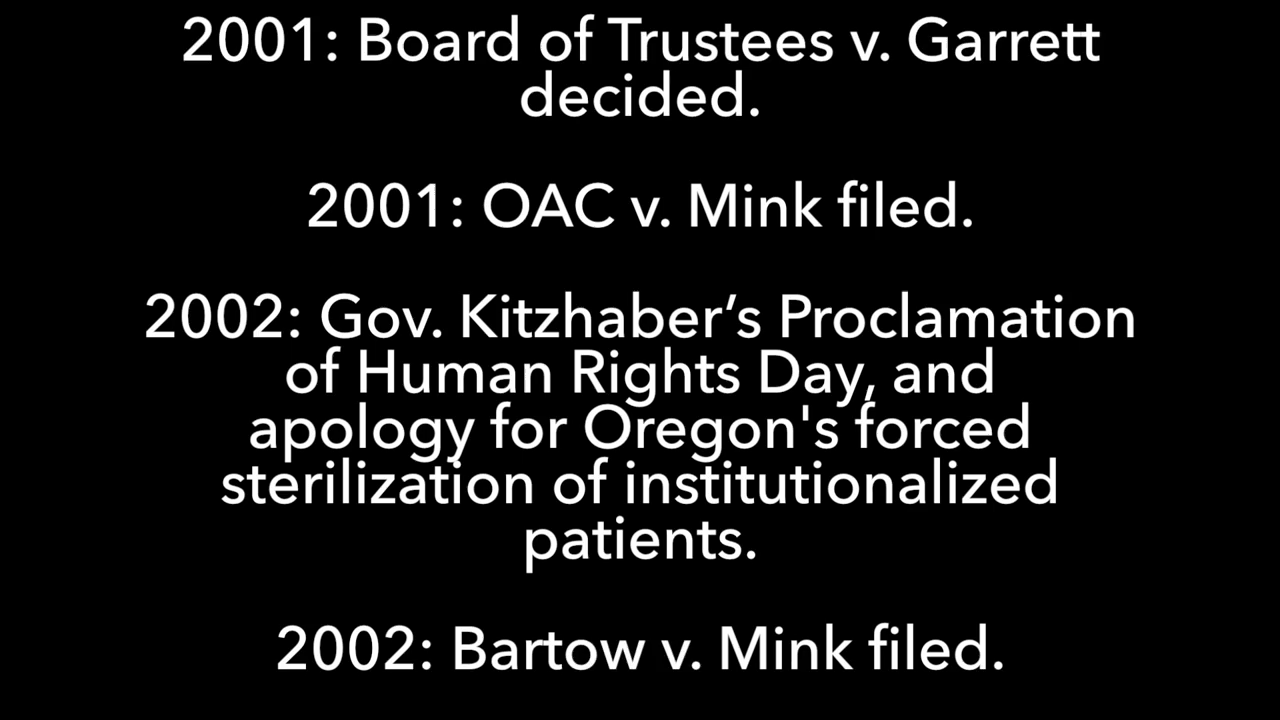 2001: Board of Trustees v. Garrett
decided.
2001: OAC v. Mink filed.
2002: Gov. Kitzhaber’s Proclamation
of Human Rights Day, and
apology for Oregon's forced
sterilization of institutionalized
patients.
2002: Bartow v. Mink filed.